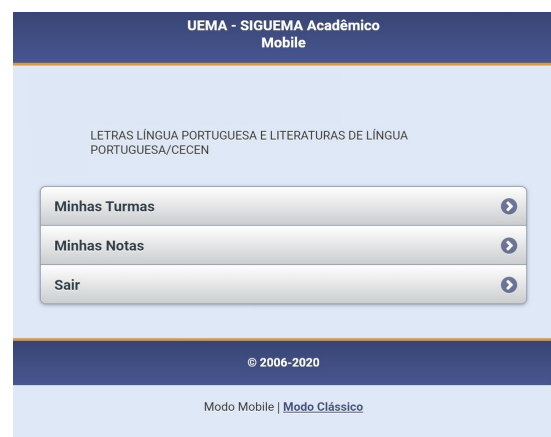 UEMA - SIGUEMA Acadêmico
Mobile
LETRAS LÍNGUA PORTUGUESA E LITERATURAS DE LÍNGUA
PORTUGUESA/CECEN
Minhas Turmas
Minhas Notas
Sair
© 2006-2020
Modo Mobile | Modo Clássico